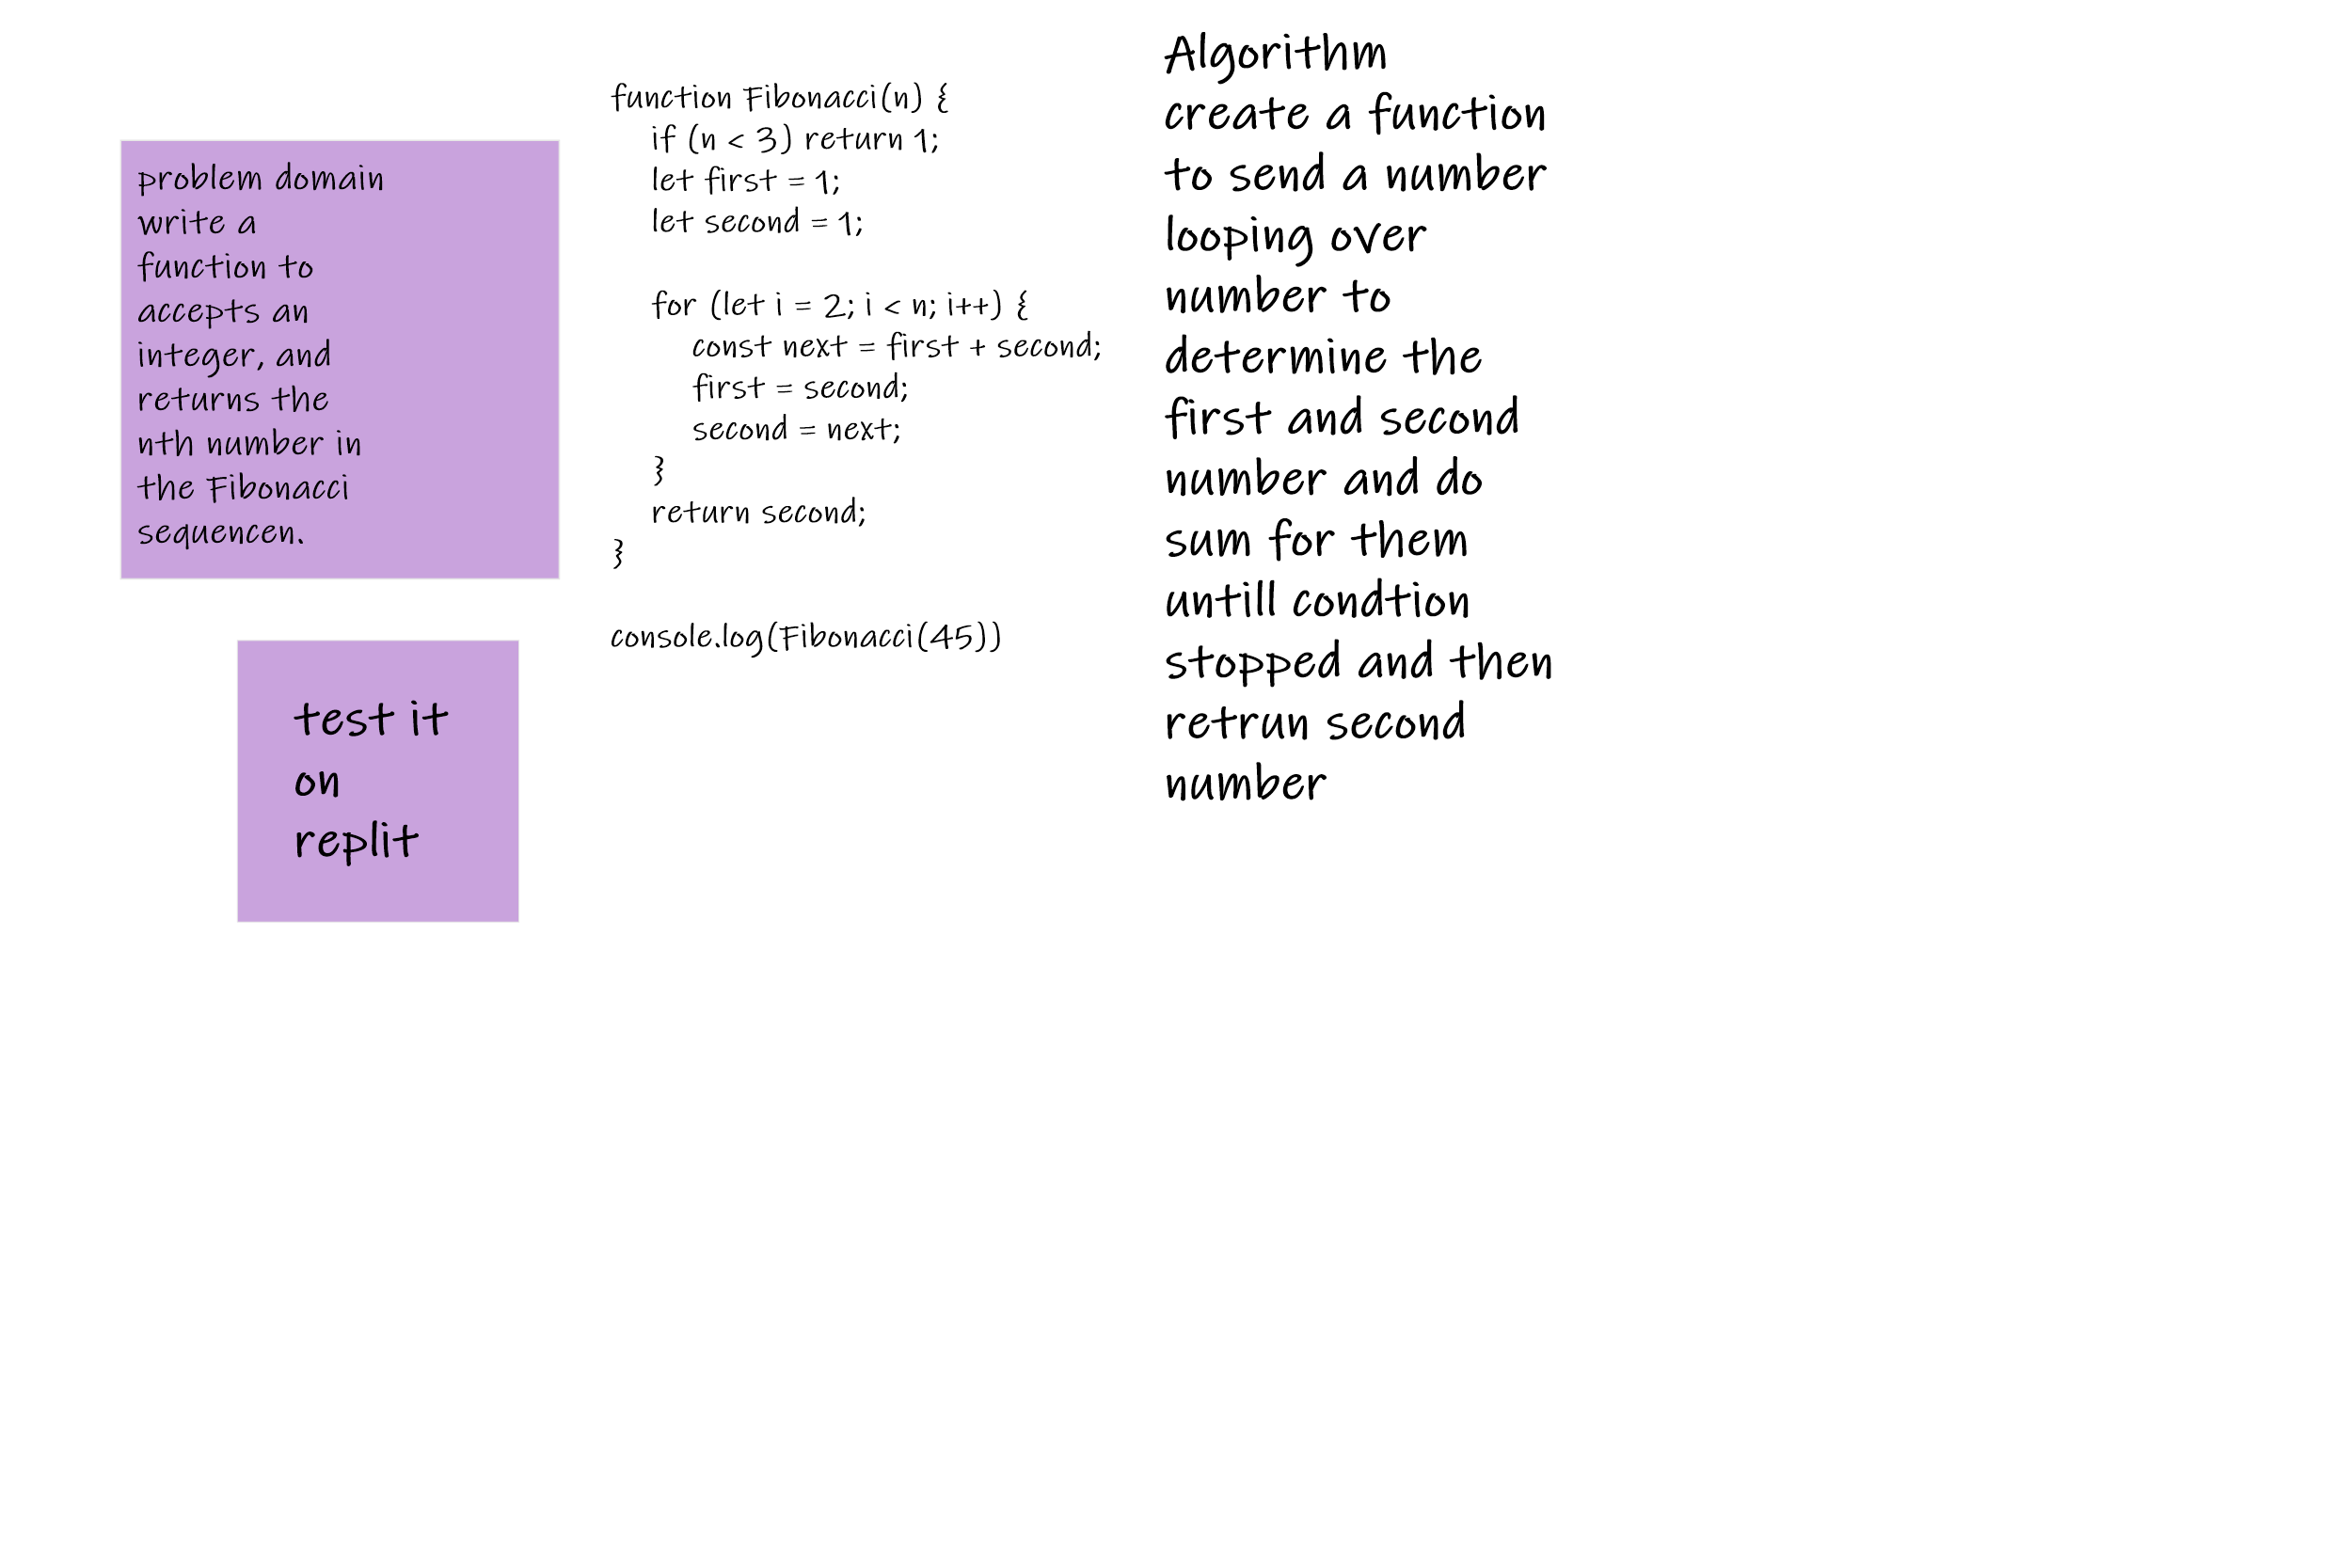 problem domain
write a
function to
accepts an
integer, and
returns the
nth number in
the Fibonacci
sequencen.
test it
on
replit
function Fibonacci(n) {
if (n < 3) return 1;
let first = 1;
let second = 1;
for (let i = 2; i < n; i++) {
const next = first + second;
first = second;
second = next;
}
return second;
}
console.log(Fibonacci(45))
Algorithm
create a function
to send a number
looping over
number to
determine the
first and second
number and do
sum for them
untill condtion
stopped and then
retrun second
number